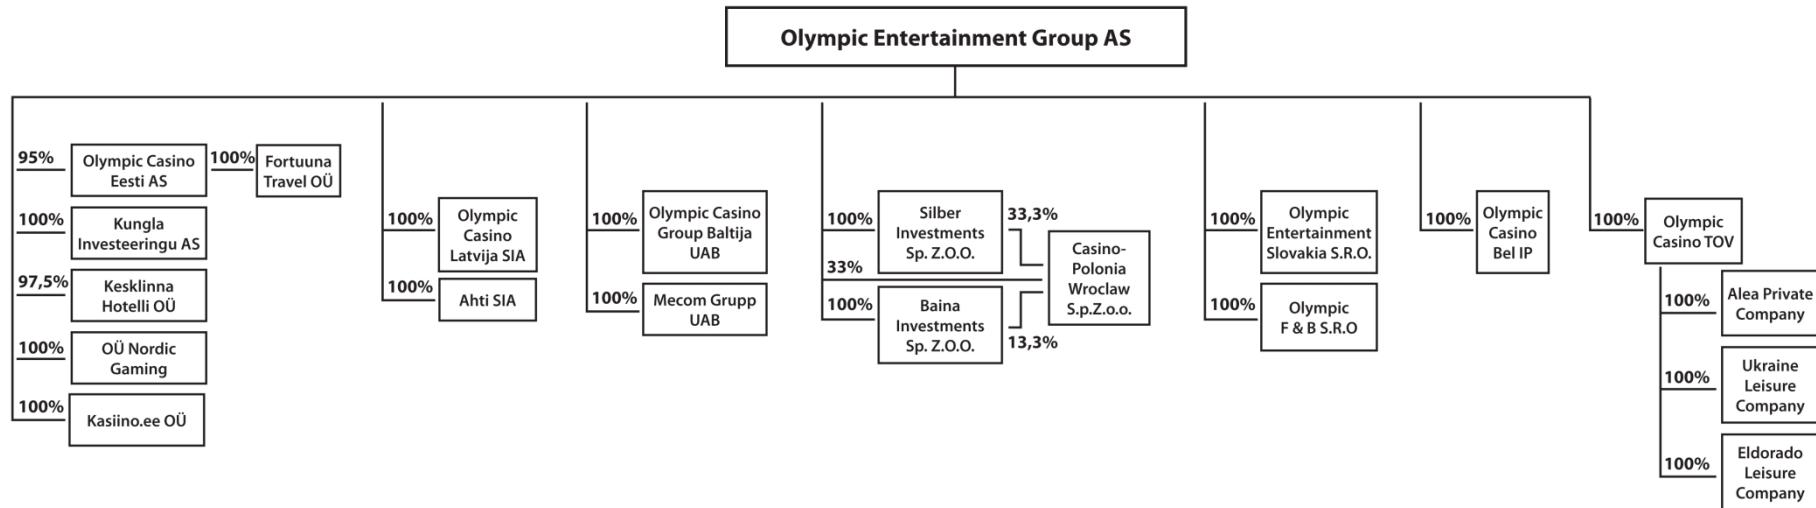 Olympic Entertainment Group AS
95%
Olympic Casino
Eesti AS
100%
Fortuuna
Travel OÜ
100%
Kungla
Investeeringu AS
97,5%
Kesklinna
Hotelli OÜ
100%
OÜ Nordic
Gaming
100%
Kasiino.ee OÜ
100%
Olympic
Casino
Latvija SIA
100%
Ahti SIA
100%
Olympic Casino
Group Baltija
UAB
100%
Mecom Grupp
UAB
100%
Silber
Investments
Sp. Z.O.O.
33,3%
33%
Casino-
Polonia
Wroclaw
S.p.Z.o.o.
100%
Baina
Investments
Sp. Z.O.O.
13,3%
100%
Olympic
Entertainment
Slovakia S.R.O.
100%
Olympic
F & B S.R.O
100%
Olympic
Casino
Bel IP
100%
Olympic
Casino TOV
100%
Alea Private
Company
100%
Ukraine
Leisure
Company
100%
Eldorado
Leisure
Company